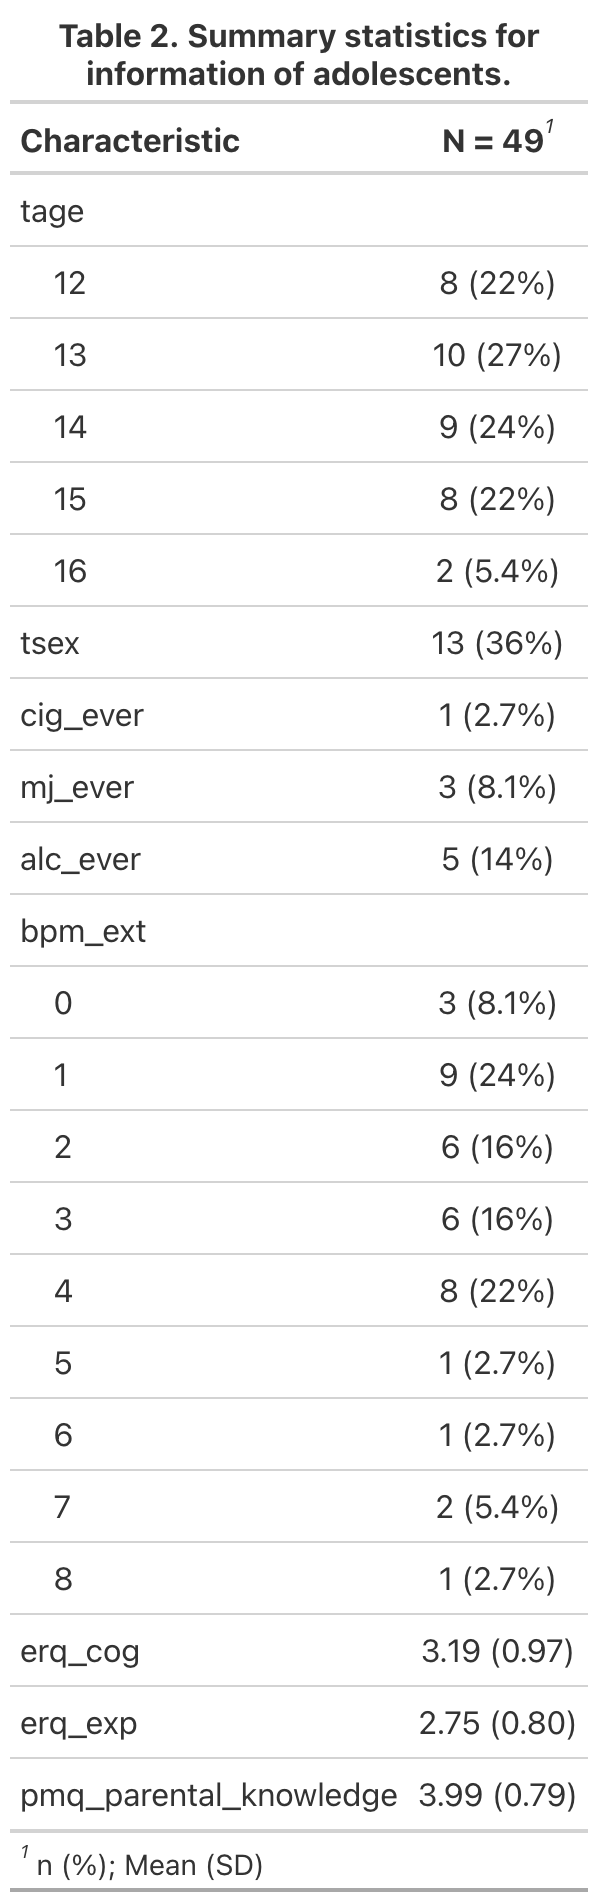 Table 2. Summary statistics for
information of adolescents.
Characteristic N = 49¹
tage
12 8 (22%)
13 10 (27%)
14 9 (24%)
15 8 (22%)
16 2 (5.4%)
tsex 13 (36%)
cig_ever 1 (2.7%)
mj_ever 3 (8.1%)
alc_ever 5 (14%)
bpm_ext
0 3 (8.1%)
1 9 (24%)
2 6 (16%)
3 6 (16%)
4 8 (22%)
5 1 (2.7%)
6 1 (2.7%)
7 2 (5.4%)
8 1 (2.7%)
erq_cog 3.19 (0.97)
erq_exp 2.75 (0.80)
pmq_parental_knowledge 3.99 (0.79)
¹ n (%); Mean (SD)